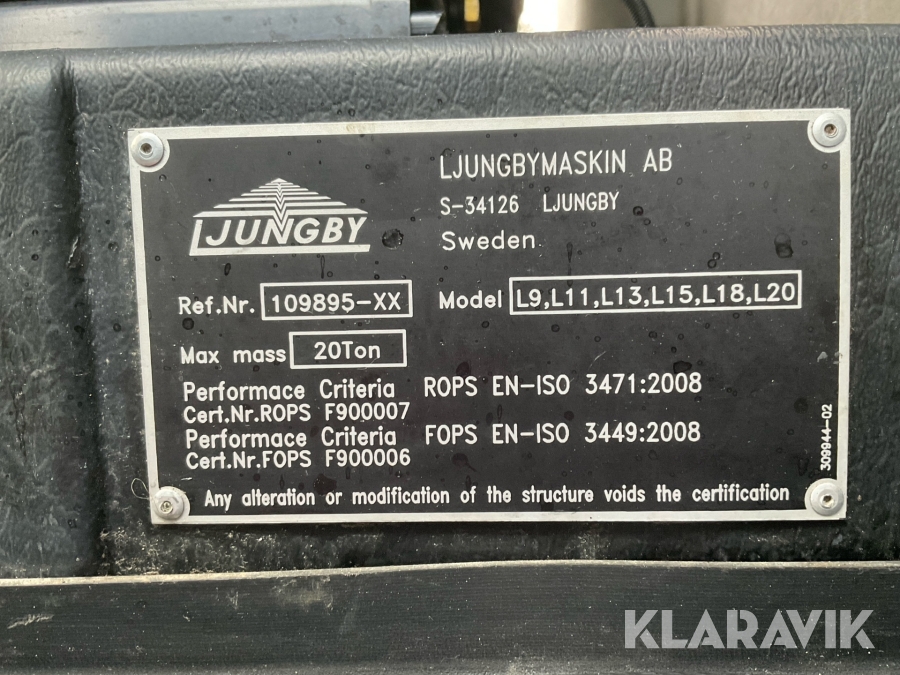 LJUNGBY
LJUNGBYMASKIN AB
S-34126 LJUNGBY
Sweden
Ref.Nr. 109895-XX
Model L9,L11,L13,L15,L18,L20
Max mass 20Ton
Performace Criteria ROPS EN-ISO 3471:2008
Cert.Nr.ROPS F900007
Performace Criteria FOPS EN-ISO 3449:2008
Cert.Nr.FOPS F900006
309944-02
Any alteration or modification of the structure voids the certification
KLARAVIK